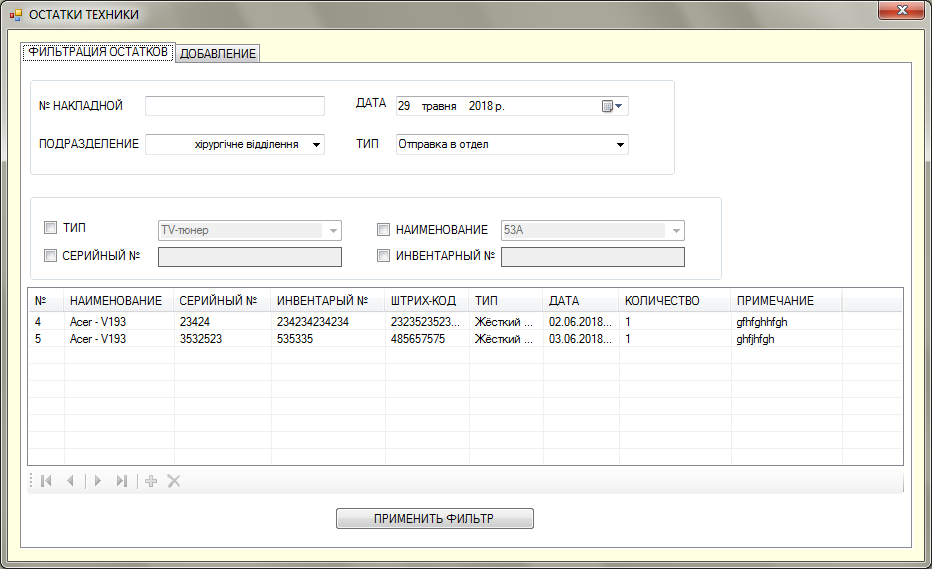 ОСТАТКИ ТЕХНИКИ
ФИЛЬТРАЦИЯ ОСТАТКОВ ДОБАВЛЕНИЕ
№ НАКЛАДНОЙ ДАТА 29 травня 2018 р.
ПОДРАЗДЕЛЕНИЕ хірургічне відділення ТИП Отправка в отдел
ТИП TV-тюнер НАИМЕНОВАНИЕ 53A
СЕРИЙНЫЙ № ИНВЕНТАРНЫЙ №
№ НАИМЕНОВАНИЕ СЕРИЙНЫЙ № ИНВЕНТАРЫЙ № ШТРИХ-КОД ТИП ДАТА КОЛИЧЕСТВО ПРИМЕЧАНИЕ
4 Acer - V193 23424 234234234234 2323523523... Жёсткий ... 02.06.2018... 1 gfhfghhfgh
5 Acer - V193 3532523 535335 485657575 Жёсткий ... 03.06.2018... 1 ghfjhfgh
ПРИМЕНИТЬ ФИЛЬТР